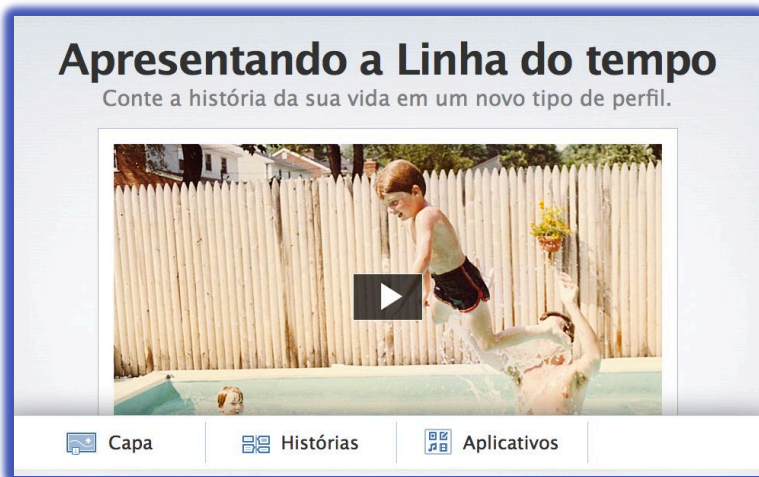 Apresentando a Linha do tempo
Conte a história da sua vida em um novo tipo de perfil.
Capa
Histórias
Aplicativos